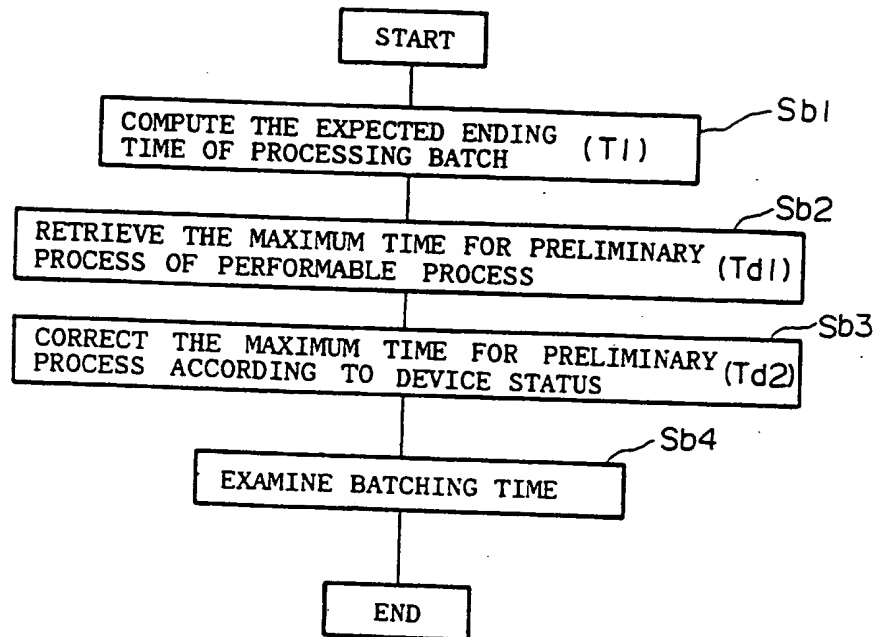 START
Sb1
COMPUTE THE EXPECTED ENDING
TIME OF PROCESSING BATCH (T1)
Sb2
RETRIEVE THE MAXIMUM TIME FOR PRELIMINARY
PROCESS OF PERFORMABLE PROCESS (Td1)
Sb3
CORRECT THE MAXIMUM TIME FOR PRELIMINARY
PROCESS ACCORDING TO DEVICE STATUS (Td2)
Sb4
EXAMINE BATCHING TIME
END